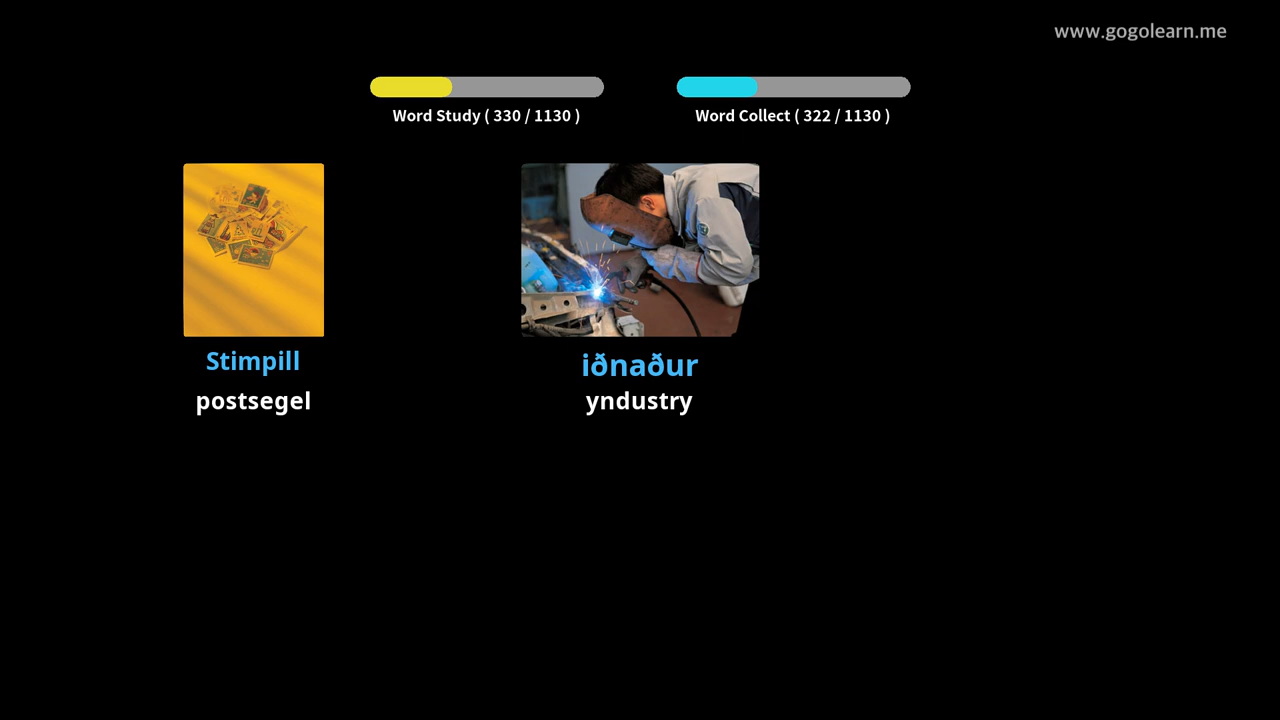 www.gogolearn.me
Word Study ( 330 / 1130 )
Word Collect ( 322 / 1130 )
Stimpill
postsegel
iðnaður
yndustry